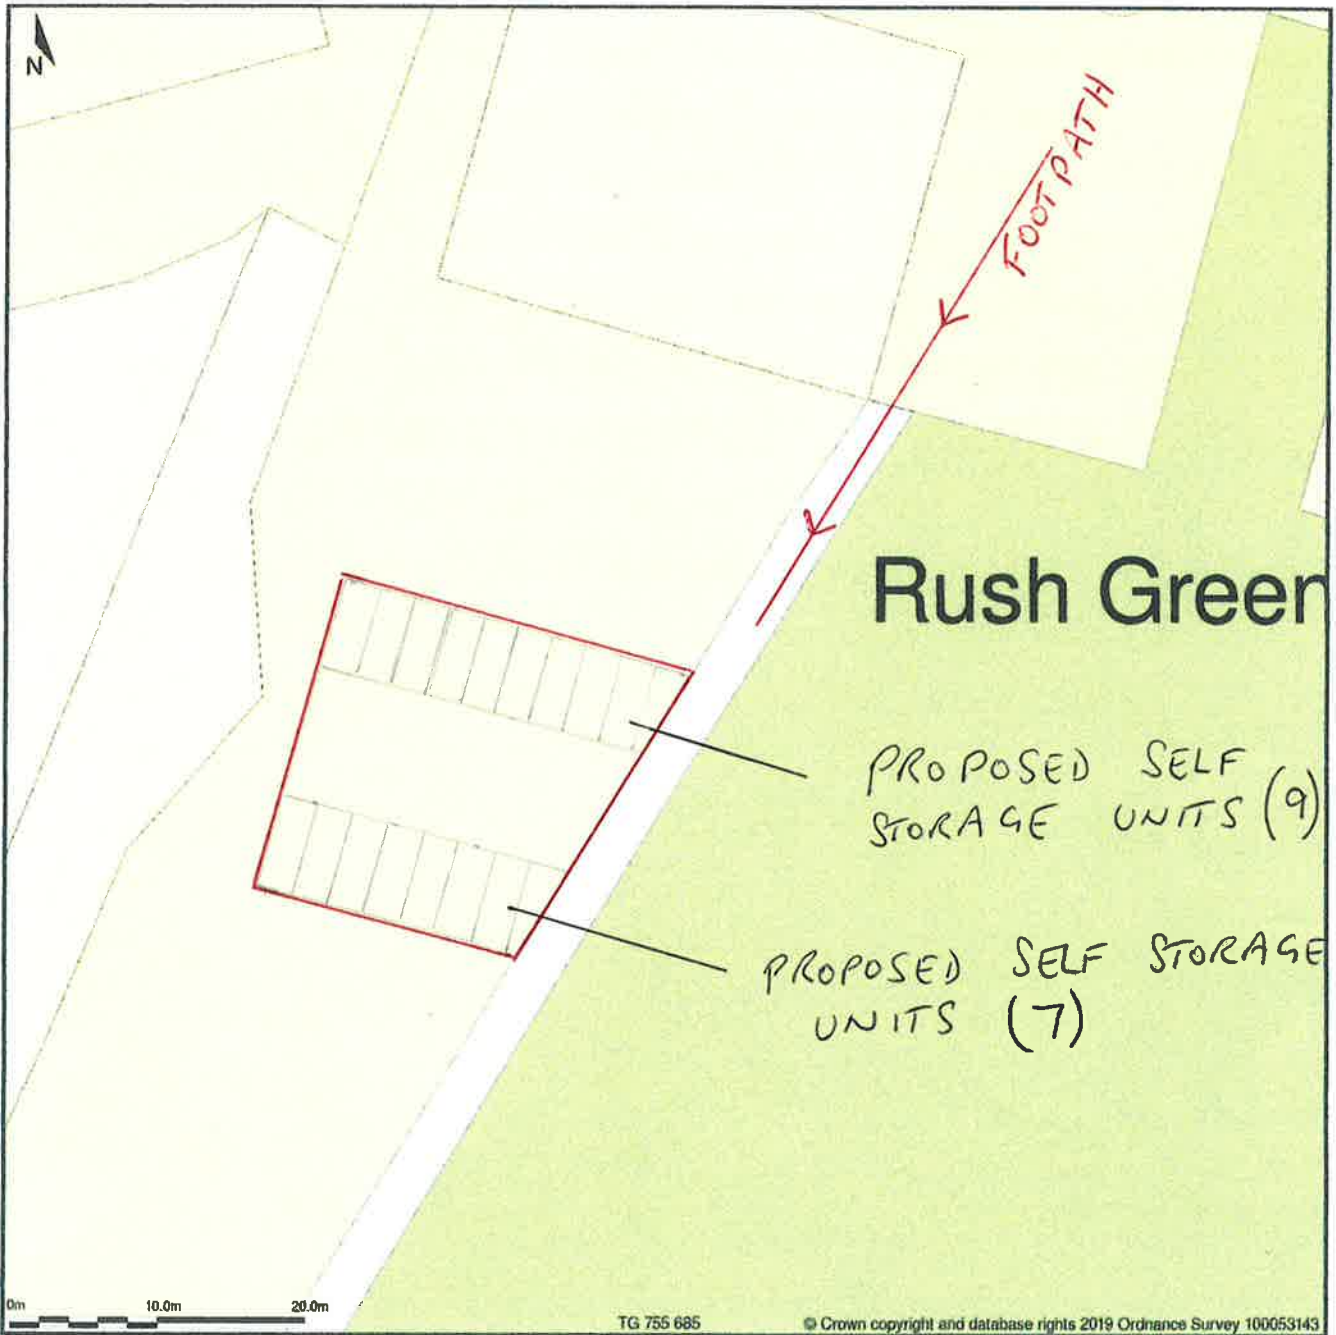 N
FOOTPATH
Rush Green
PROPOSED SELF
STORAGE UNITS (9)
PROPOSED SELF STORAGE
UNITS (7)
0m 10.0m 20.0m
TG 755 685
© Crown copyright and database rights 2019 Ordnance Survey 100053143